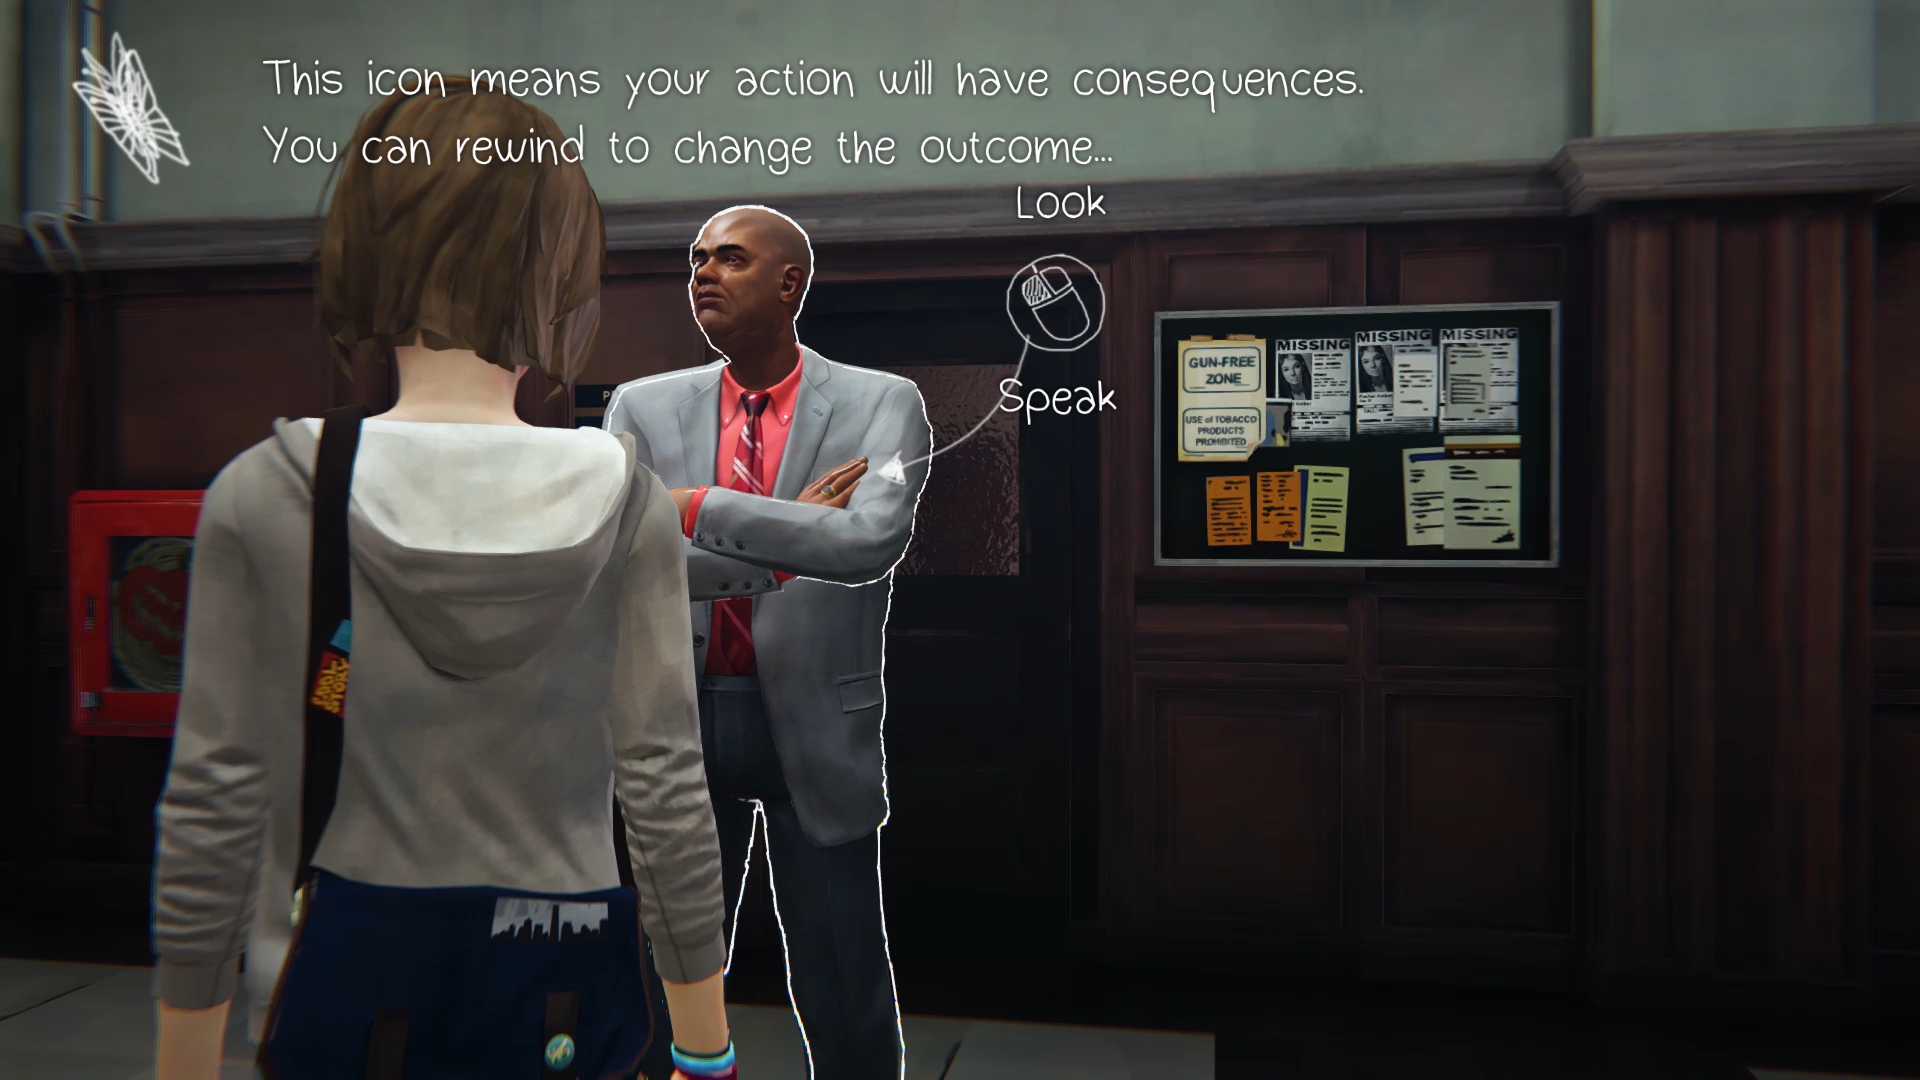 This icon means your action will have consequences.
You can rewind to change the outcome...
Look
Speak
MISSING
MISSING
MISSING
GUN-FREE
ZONE
USE of TOBACCO
PRODUCTS
PROHIBITED